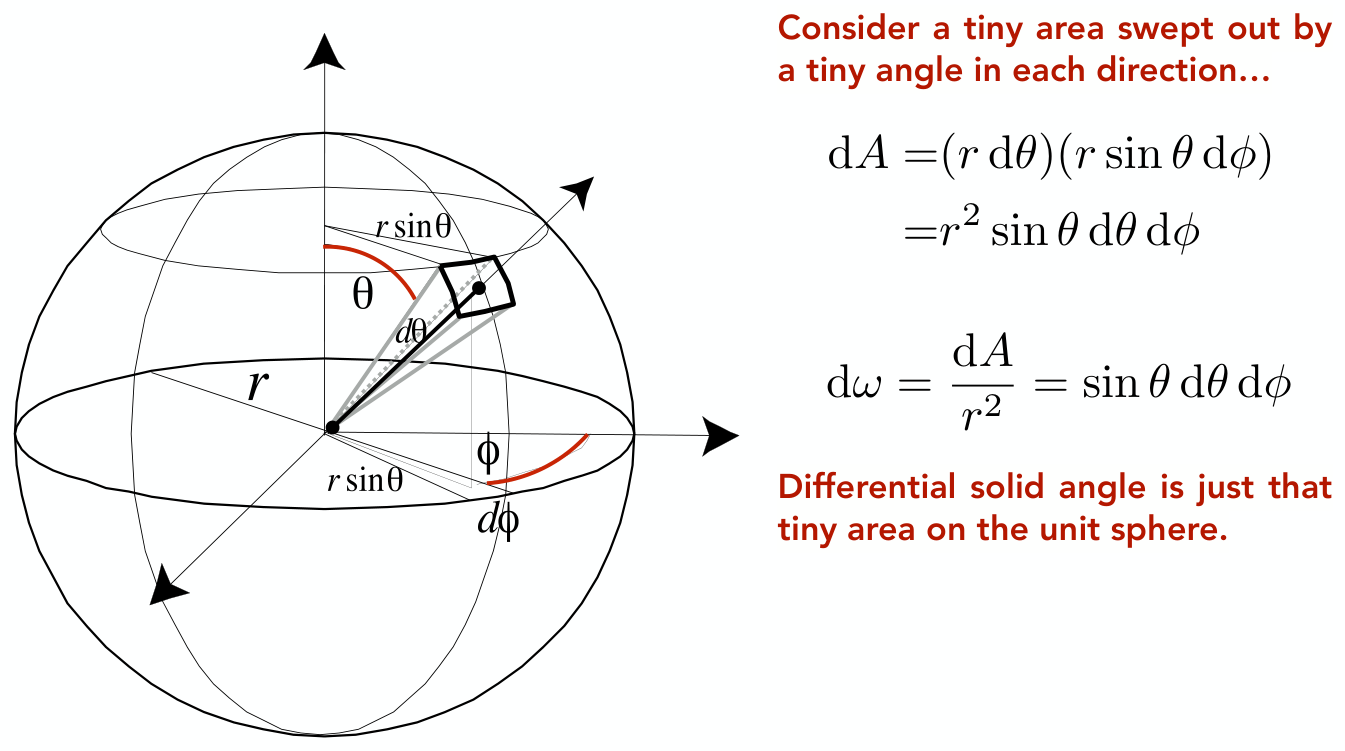 Consider a tiny area swept out by
a tiny angle in each direction…
dA =(r dθ)(r sin θ dϕ)
=r² sin θ dθ dϕ
dω = dA/r² = sin θ dθ dϕ
Differential solid angle is just that
tiny area on the unit sphere.
r sinθ
θ
dθ
r
ϕ
r sinθ
dϕ